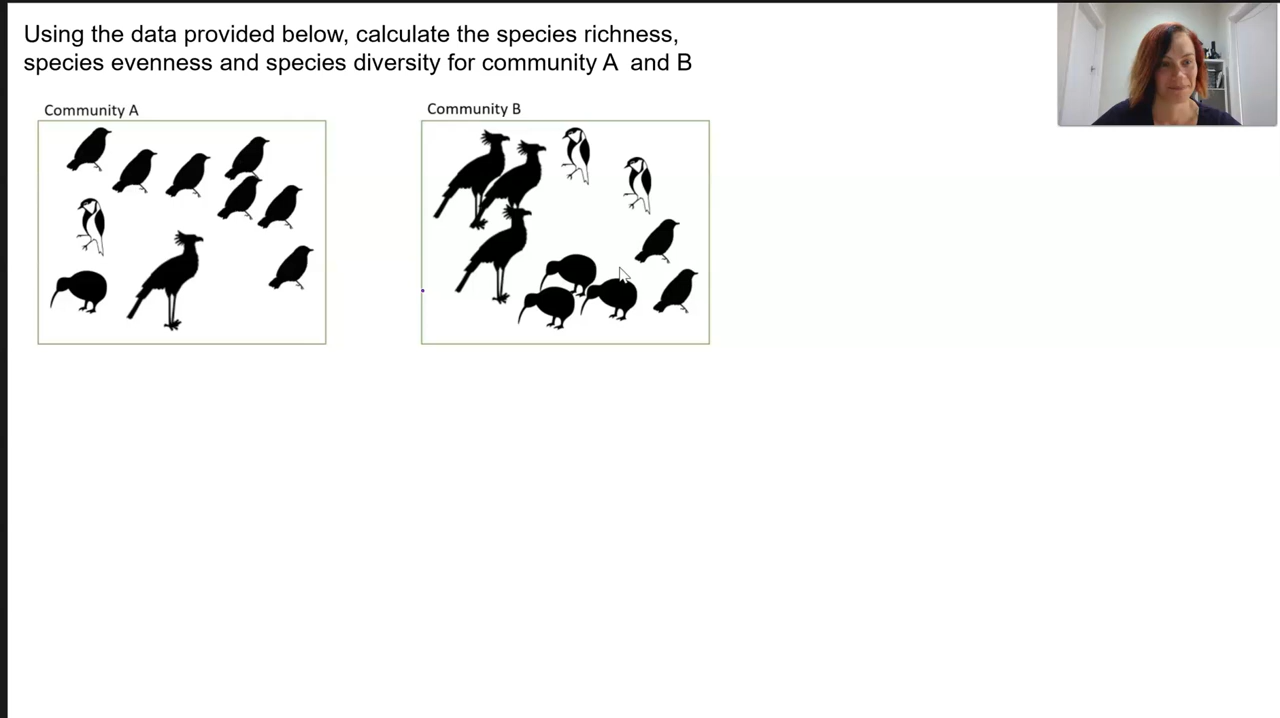 Using the data provided below, calculate the species richness,
species evenness and species diversity for community A  and B
Community A
Community B